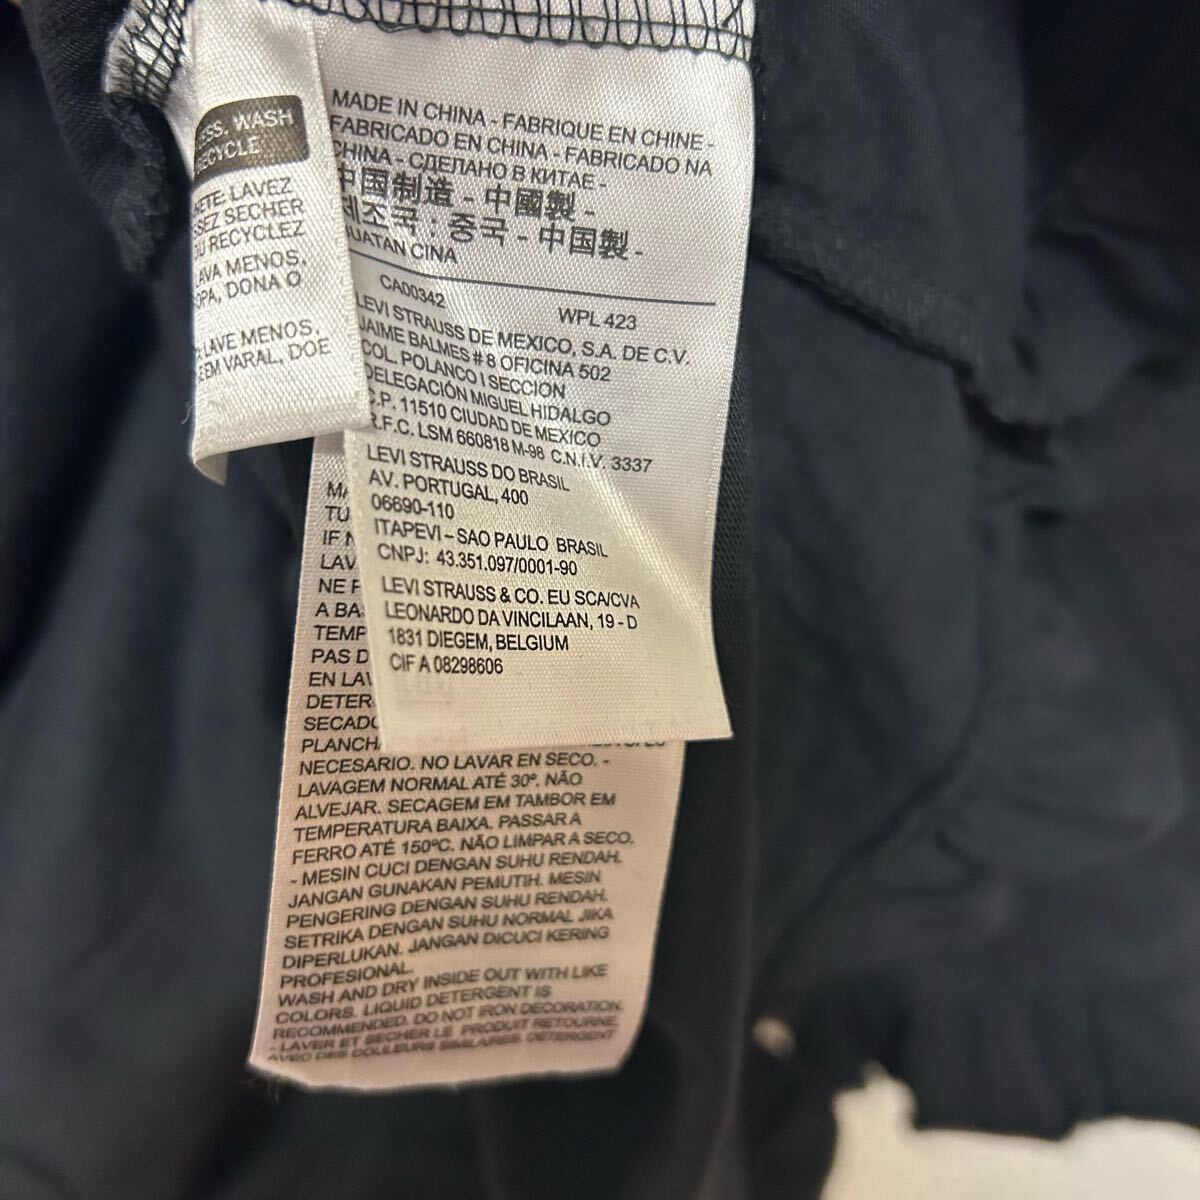 WASH
RECYCLE
LAVEZ
SECHER
RECYCLEZ
LAVA MENOS,
DONA O
LAVE MENOS,
EM VARAL, DOE
MADE IN CHINA - FABRIQUE EN CHINE -
FABRICADO EN CHINA - FABRICADO NA
CHINA - СДЕЛАНО В КИТАЕ -
中国制造 - 中國製 -
제조국 : 중국 - 中国製 -
BUATAN CINA
CA00342 WPL 423
LEVI STRAUSS DE MEXICO, S.A. DE C.V.
JAIME BALMES # 8 OFICINA 502
COL. POLANCO I SECCION
DELEGACIÓN MIGUEL HIDALGO
C.P. 11510 CIUDAD DE MEXICO
R.F.C. LSM 660818 M-98 C.N.I.V. 3337
LEVI STRAUSS DO BRASIL
AV. PORTUGAL, 400
06690-110
ITAPEVI – SAO PAULO BRASIL
CNPJ: 43.351.097/0001-90
LEVI STRAUSS & CO. EU SCA/CVA
LEONARDO DA VINCILAAN, 19 - D
1831 DIEGEM, BELGIUM
CIF A 08298606
IF
A
PAS
EN
NECESARIO. NO LAVAR EN SECO. -
LAVAGEM NORMAL ATÉ 30º. NÃO
ALVEJAR. SECAGEM EM TAMBOR EM
TEMPERATURA BAIXA. PASSAR A
FERRO ATÉ 150ºC. NÃO LIMPAR A SECO.
- MESIN CUCI DENGAN SUHU RENDAH.
JANGAN GUNAKAN PEMUTIH. MESIN
PENGERING DENGAN SUHU RENDAH.
SETRIKA DENGAN SUHU NORMAL JIKA
DIPERLUKAN. JANGAN DICUCI KERING
PROFESIONAL.
WASH AND DRY INSIDE OUT WITH LIKE
COLORS. LIQUID DETERGENT IS
RECOMMENDED. DO NOT IRON DECORATION.
- LAVER ET SECHER LE PRODUIT RETOURNE
AVEC DES COULEURS SIMILAIRES. DETERGENT